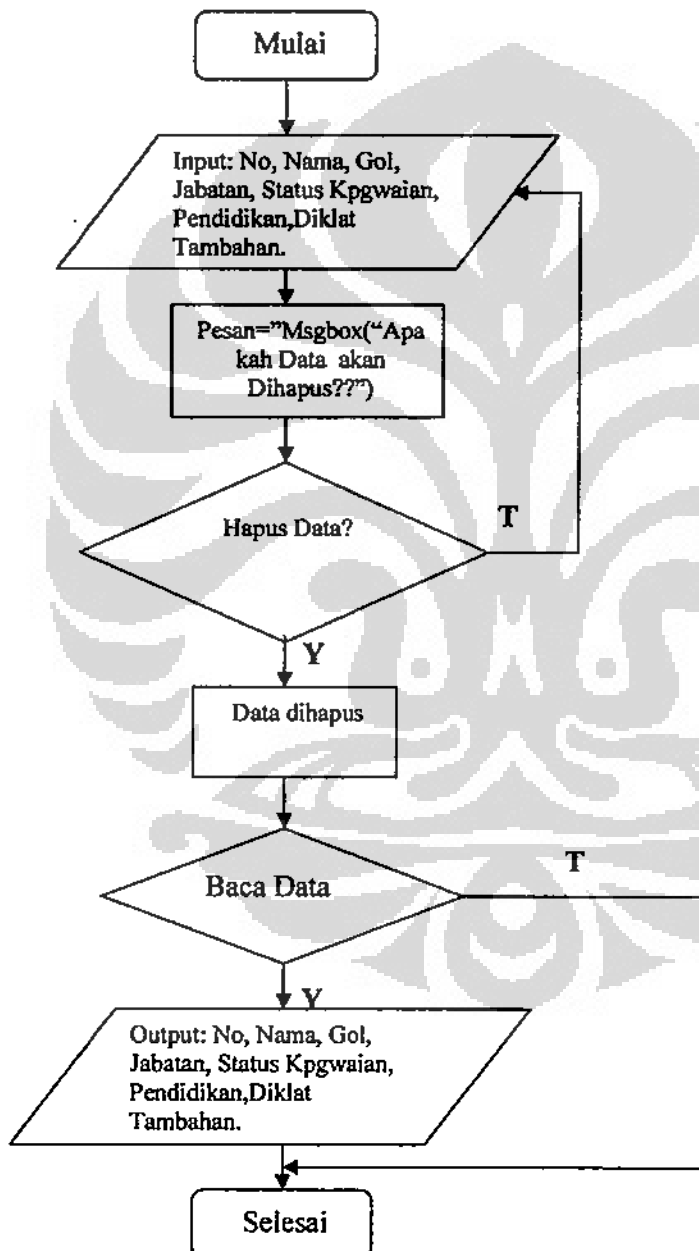 Mulai
Input: No, Nama, Gol,
Jabatan, Status Kpgwaian,
Pendidikan,Diklat
Tambahan.
Pesan=”Msgbox(“Apa
kah Data akan
Dihapus??”)
Hapus Data?
T
Y
Data dihapus
T
Baca Data
Y
Output: No, Nama, Gol,
Jabatan, Status Kpgwaian,
Pendidikan,Diklat
Tambahan.
Selesai